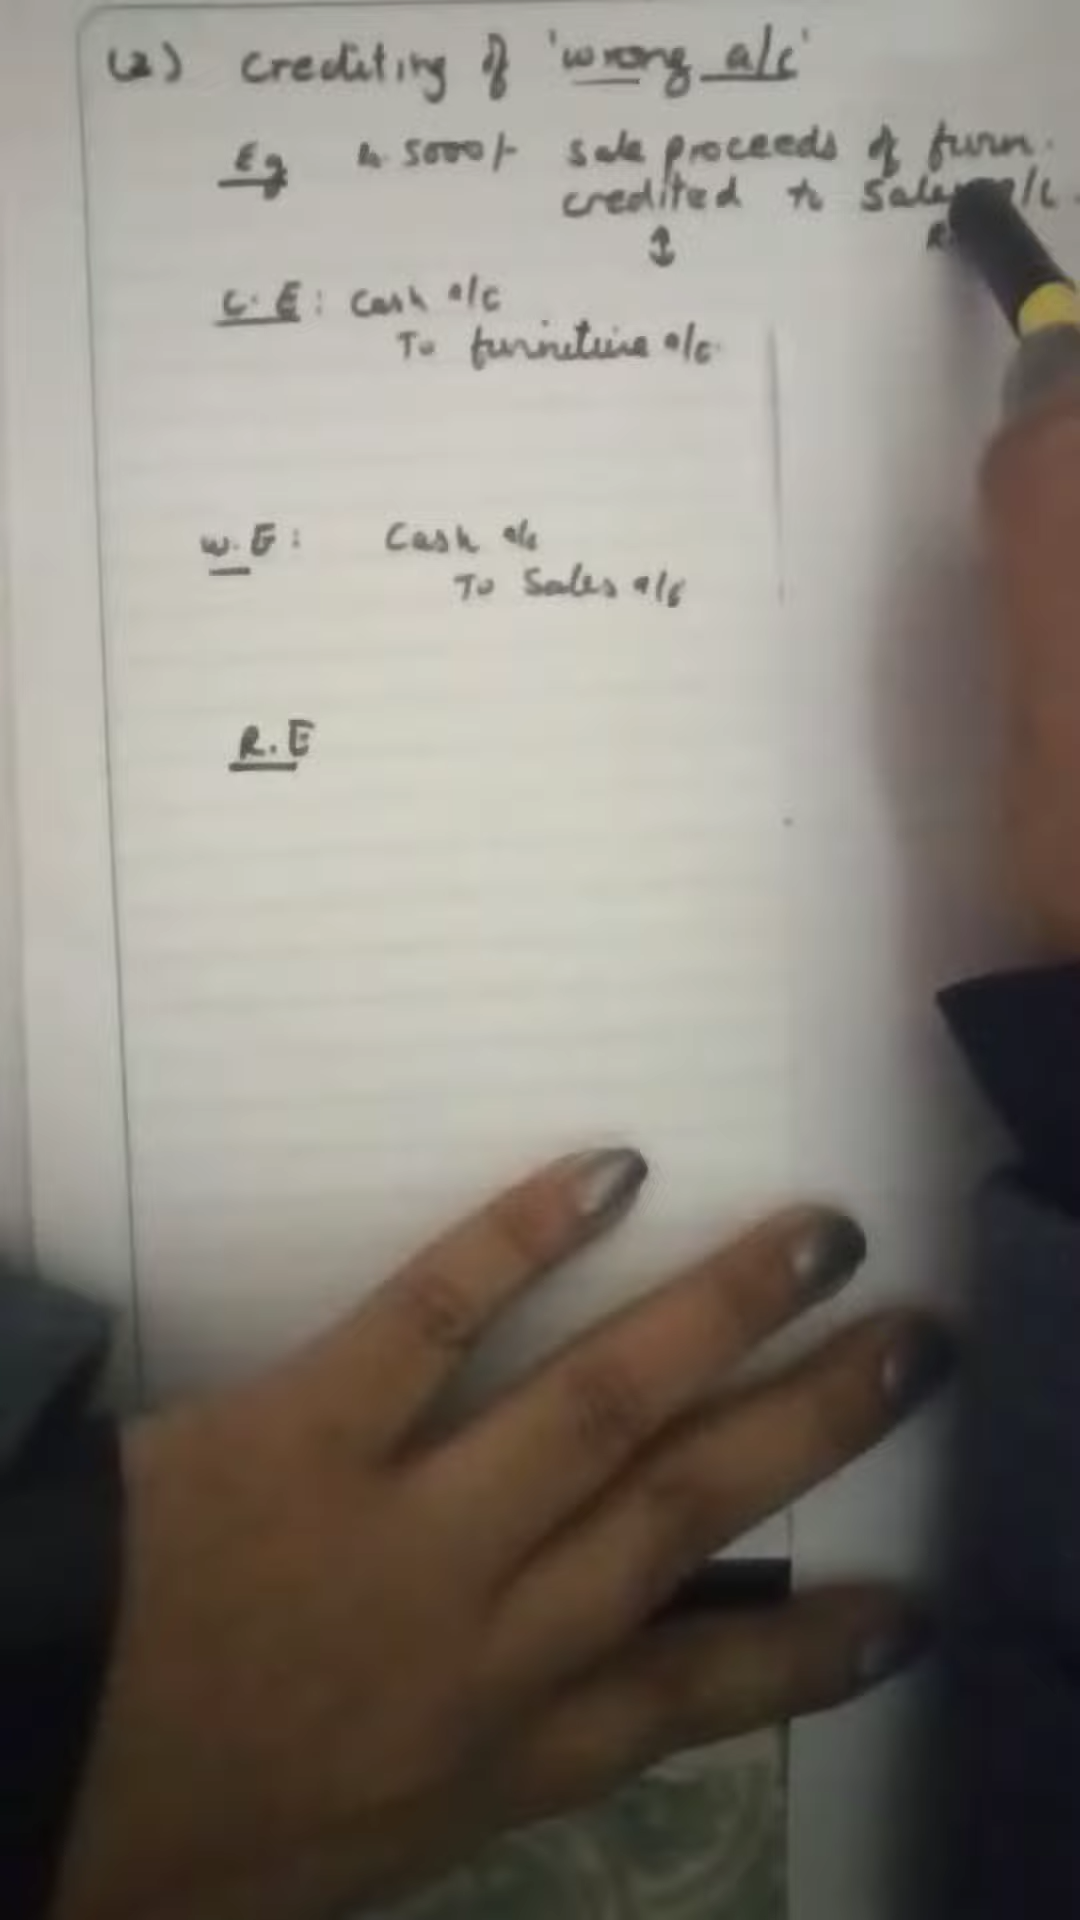 (2) crediting of 'wrong a/c'
Eg Rs. 5000/- sale proceeds of furn.
credited to Sales a/c.
C.E: Cash a/c
To furniture a/c.
W.E: Cash a/c
To Sales a/c
R.E